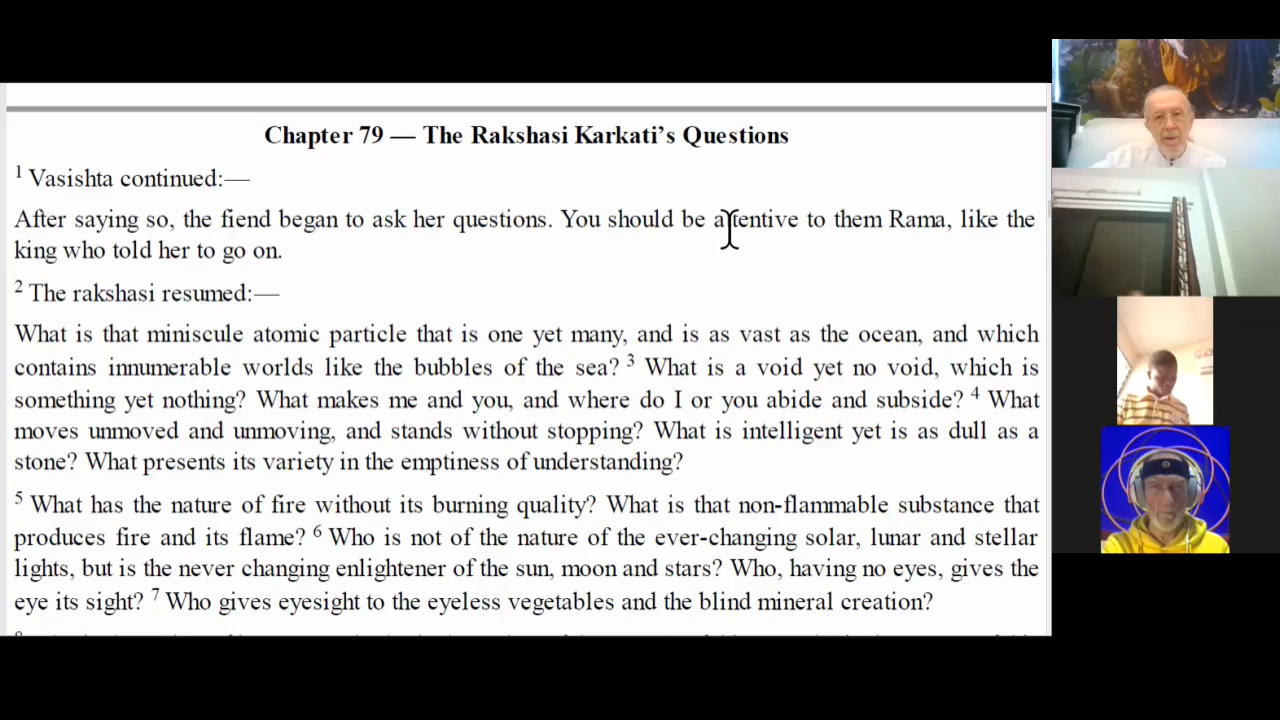 Chapter 79 — The Rakshasi Karkati's Questions
1 Vasishta continued:—
After saying so, the fiend began to ask her questions. You should be attentive to them Rama, like the
king who told her to go on.
2 The rakshasi resumed:—
What is that miniscule atomic particle that is one yet many, and is as vast as the ocean, and which
contains innumerable worlds like the bubbles of the sea? 3 What is a void yet no void, which is
something yet nothing? What makes me and you, and where do I or you abide and subside? 4 What
moves unmoved and unmoving, and stands without stopping? What is intelligent yet is as dull as a
stone? What presents its variety in the emptiness of understanding?
5 What has the nature of fire without its burning quality? What is that non-flammable substance that
produces fire and its flame? 6 Who is not of the nature of the ever-changing solar, lunar and stellar
lights, but is the never changing enlightener of the sun, moon and stars? Who, having no eyes, gives the
eye its sight? 7 Who gives eyesight to the eyeless vegetables and the blind mineral creation?